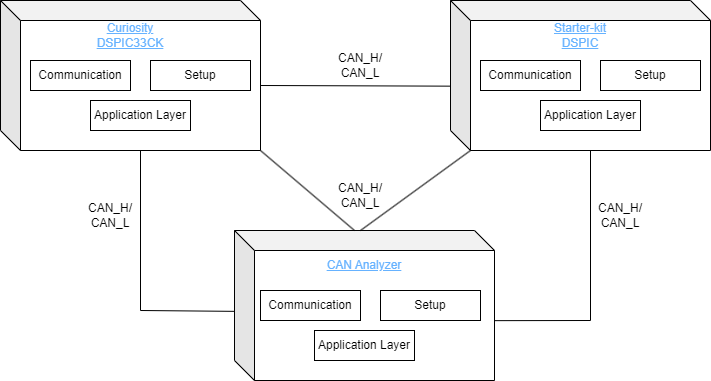 Curiosity
DSPIC33CK
Communication
Setup
Application Layer
CAN_H/
CAN_L
Starter-kit
DSPIC
Communication
Setup
Application Layer
CAN_H/
CAN_L
CAN_H/
CAN_L
CAN_H/
CAN_L
CAN Analyzer
Communication
Setup
Application Layer